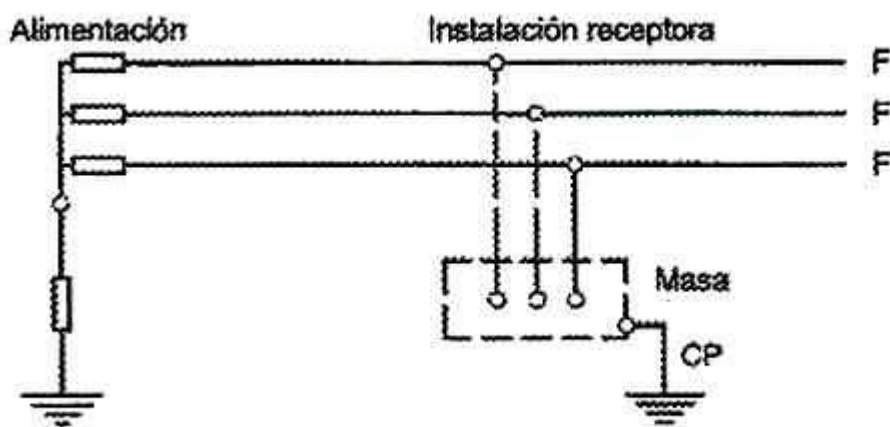 Alimentación
Instalación receptora
F
F
F
Masa
CP